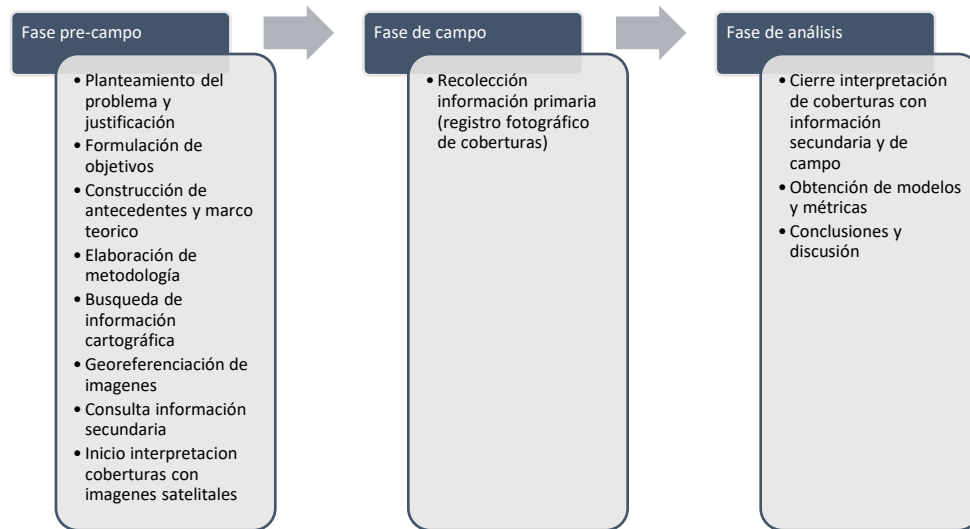 Fase pre-campo
• Planteamiento del
problema y
justificación
• Formulación de
objetivos
• Construcción de
antecedentes y marco
teorico
• Elaboración de
metodología
• Busqueda de
información
cartográfica
• Georeferenciación de
imagenes
• Consulta información
secundaria
• Inicio interpretacion
coberturas con
imagenes satelitales
Fase de campo
• Recolección
información primaria
(registro fotográfico
de coberturas)
Fase de análisis
• Cierre interpretación
de coberturas con
información
secundaria y de
campo
• Obtención de modelos
y métricas
• Conclusiones y
discusión